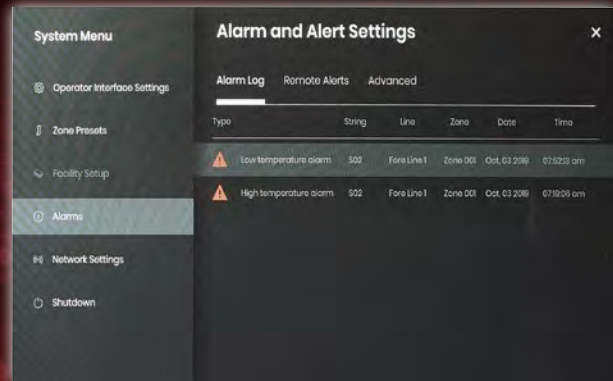 System Menu
Operator Interface Settings
Zone Presets
Facility Setup
Alarms
Network Settings
Shutdown
Alarm and Alert Settings X
Alarm Log Remote Alerts Advanced
Type String Line Zone Date Time
Low temperature alarm S02 Fore Line 1 Zone 001 Oct, 03 2019 07:52:13 am
High temperature alarm S02 Fore Line 1 Zone 001 Oct, 03 2019 07:19:06 am